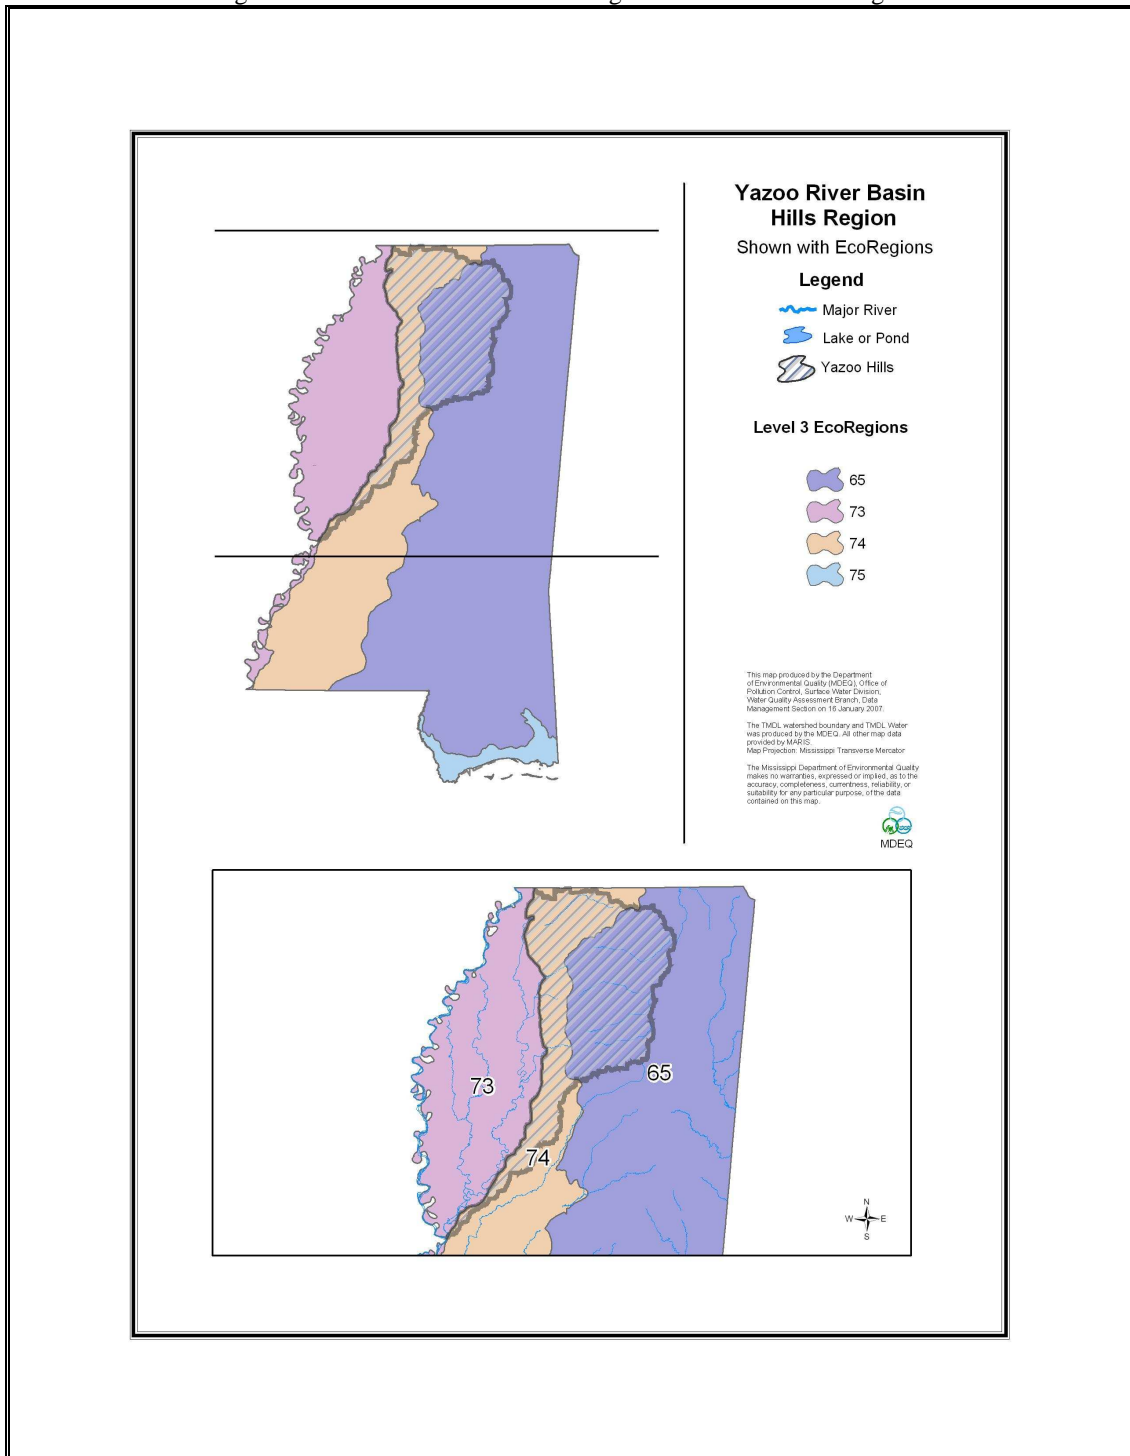 Yazoo River Basin
Hills Region
Shown with EcoRegions
Legend
Major River
Lake or Pond
Yazoo Hills
Level 3 EcoRegions
65
73
74
75
This map produced by the Department
of Environmental Quality (MDEQ), Office of
Pollution Control, Surface Water Division,
Water Quality Assessment Branch, Data
Management Section on 16 January 2007.
The TMDL watershed boundary and TMDL Water
was produced by the MDEQ. All other map data
provided by MARIS.
Map Projection: Mississippi Transverse Mercator
The Mississippi Department of Environmental Quality
makes no warranties, expressed or implied, as to the
accuracy, completeness, currentness, reliability, or
suitability for any particular purpose, of the data
contained on this map.
MDEQ
73
65
74
N
W E
S